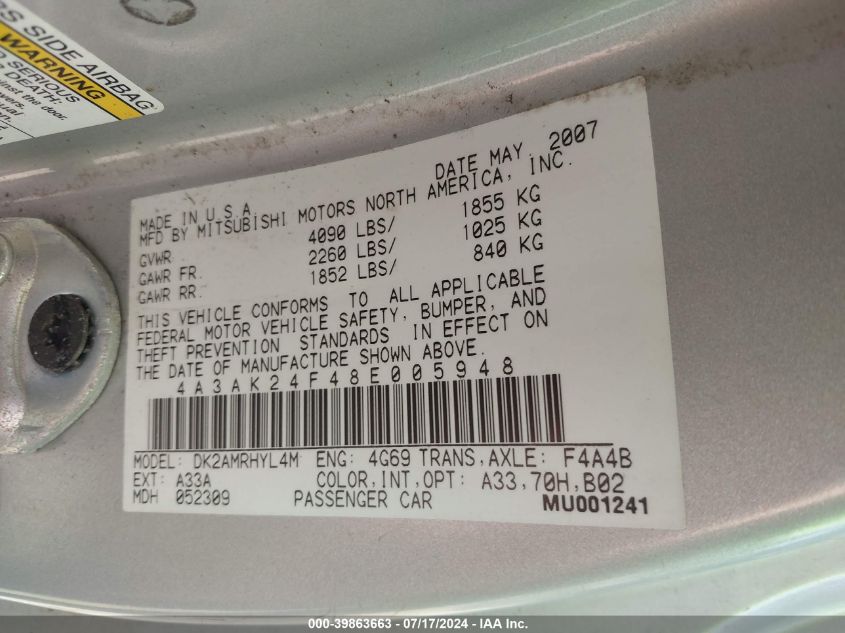 RS SIDE AIRBAG
WARNING
SERIOUS
DEATH:
against the door.
DATE MAY, 2007
MADE IN U.S.A.
MFD BY MITSUBISHI MOTORS NORTH AMERICA, INC.
GVWR 4090 LBS/ 1855 KG
GAWR FR. 2260 LBS/ 1025 KG
GAWR RR. 1852 LBS/ 840 KG
THIS VEHICLE CONFORMS TO ALL APPLICABLE
FEDERAL MOTOR VEHICLE SAFETY, BUMPER, AND
THEFT PREVENTION STANDARDS IN EFFECT ON
THE DATE OF MANUFACTURE SHOWN ABOVE.
4A3AK24F48E005948
MODEL: DK2AMRHYL4M ENG: 4G69 TRANS,AXLE: F4A4B
EXT: A33A COLOR,INT,OPT: A33,70H,B02
MDH 052309 PASSENGER CAR MU001241
000-39863663 - 07/17/2024 - IAA Inc.